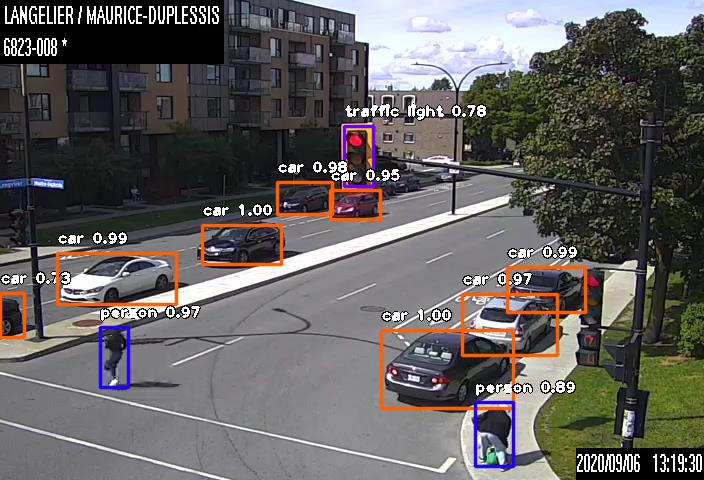 LANGELIER / MAURICE-DUPLESSIS
6823-008 *
traffic light 0.78
car 0.98
car 0.95
car 1.00
car 0.99
car 0.99
car 0.97
car 0.73
person 0.97
car 1.00
person 0.89
2020/09/06 13:19:30